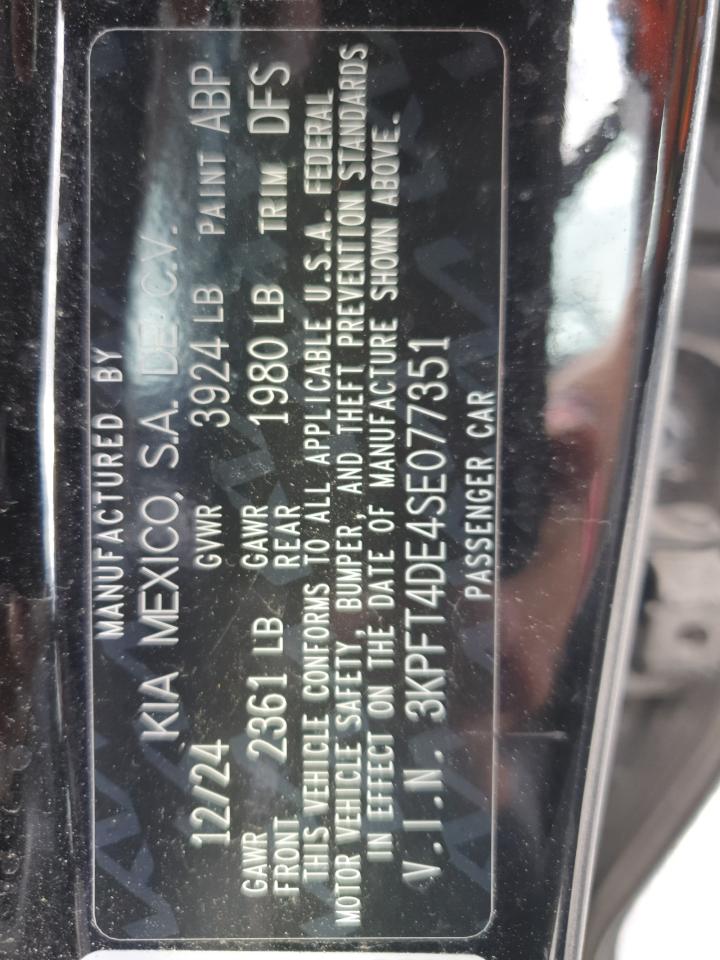 MANUFACTURED BY
KIA MEXICO, S.A. DE C.V.
12/24 GVWR 3924 LB PAINT ABP
GAWR FRONT 2361 LB GAWR REAR 1980 LB TRIM DFS
THIS VEHICLE CONFORMS TO ALL APPLICABLE U.S.A. FEDERAL
MOTOR VEHICLE SAFETY, BUMPER, AND THEFT PREVENTION STANDARDS
IN EFFECT ON THE DATE OF MANUFACTURE SHOWN ABOVE.
V.I.N. 3KPFT4DE4SE077351
PASSENGER CAR